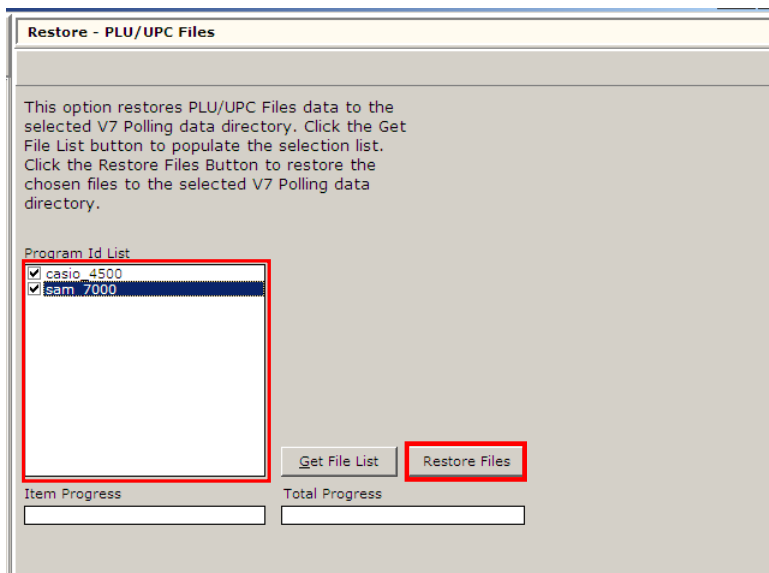 Restore - PLU/UPC Files
This option restores PLU/UPC Files data to the
selected V7 Polling data directory. Click the Get
File List button to populate the selection list.
Click the Restore Files Button to restore the
chosen files to the selected V7 Polling data
directory.
Program Id List
casio_4500
sam_7000
Get File List
Restore Files
Item Progress
Total Progress